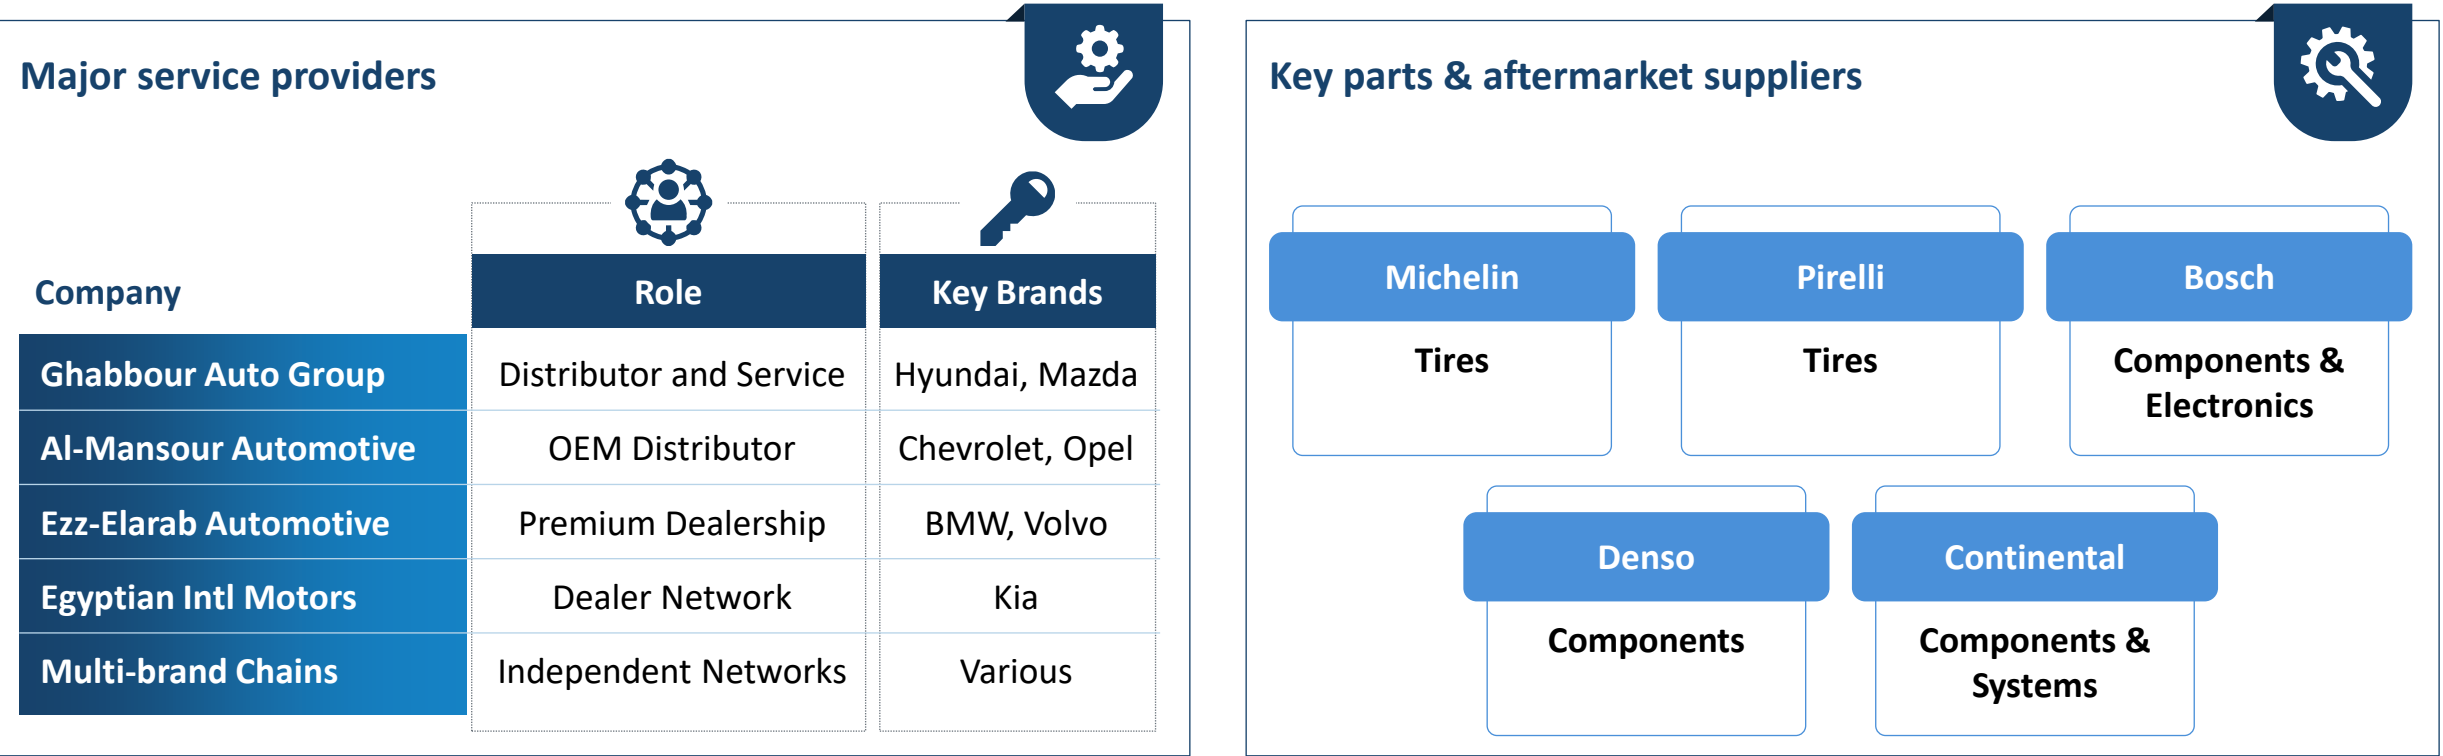 Major service providers
Company
Role
Key Brands
Ghabbour Auto Group
Distributor and Service
Hyundai, Mazda
Al-Mansour Automotive
OEM Distributor
Chevrolet, Opel
Ezz-Elarab Automotive
Premium Dealership
BMW, Volvo
Egyptian Intl Motors
Dealer Network
Kia
Multi-brand Chains
Independent Networks
Various
Key parts & aftermarket suppliers
Michelin
Tires
Pirelli
Tires
Bosch
Components &
Electronics
Denso
Components
Continental
Components &
Systems